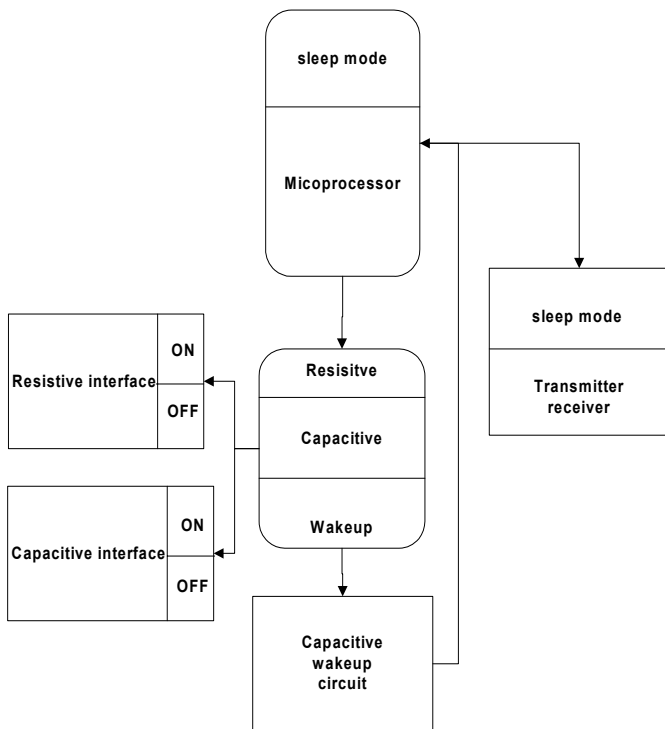 sleep mode
Micoprocessor
sleep mode
Transmitter
receiver
Resistive interface
ON
OFF
Resisitve
Capacitive
Wakeup
Capacitive interface
ON
OFF
Capacitive
wakeup
circuit